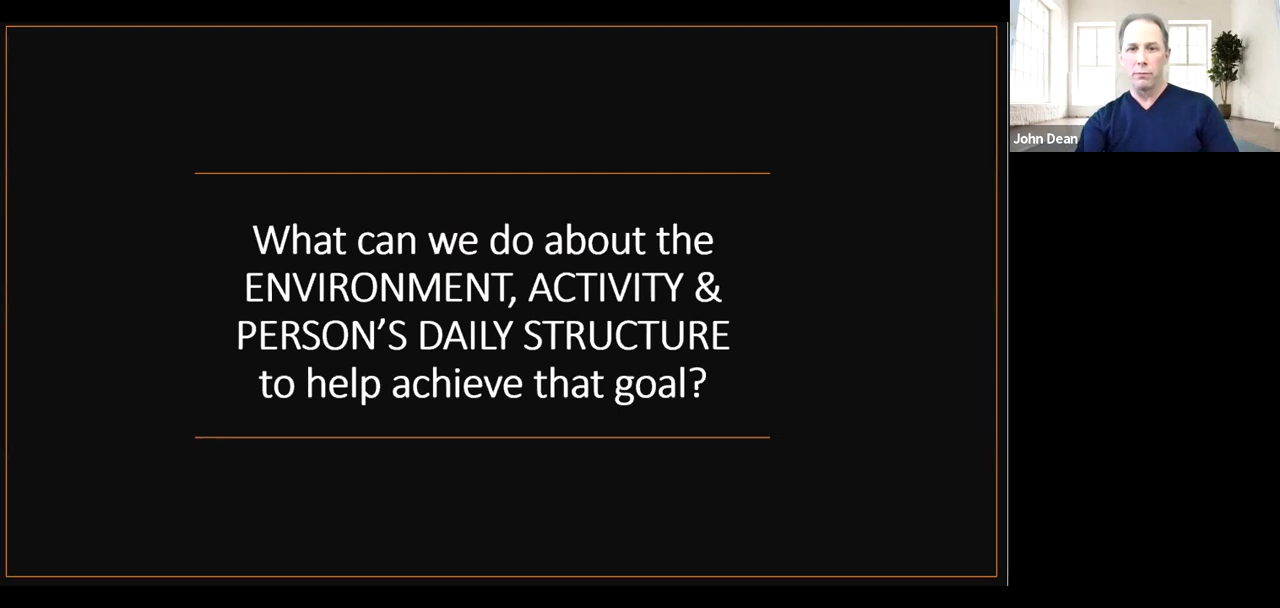 What can we do about the
ENVIRONMENT, ACTIVITY &
PERSON’S DAILY STRUCTURE
to help achieve that goal?
John Dean